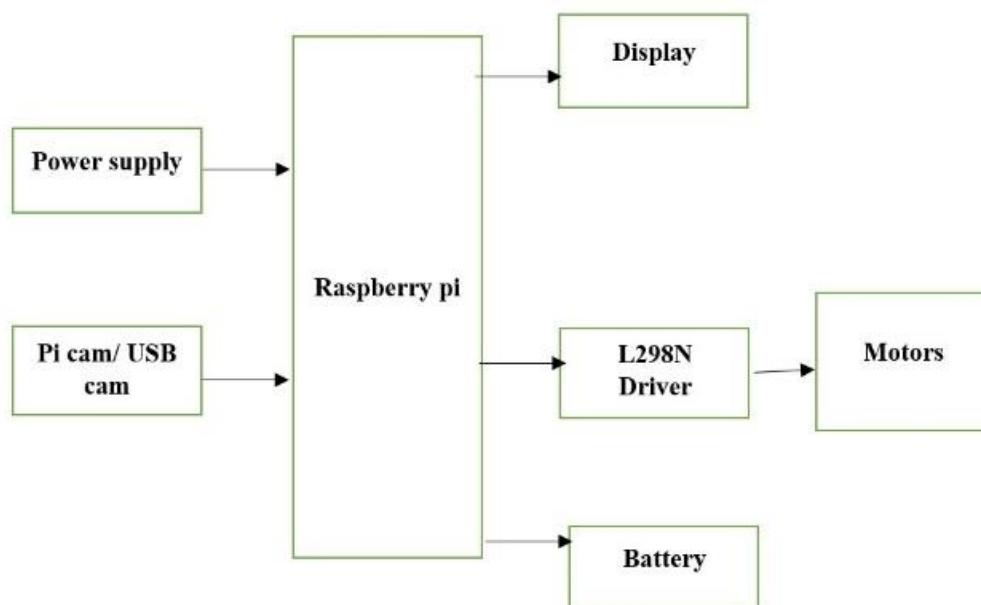 Display
Power supply
Raspberry pi
Pi cam/ USB
cam
L298N
Driver
Motors
Battery